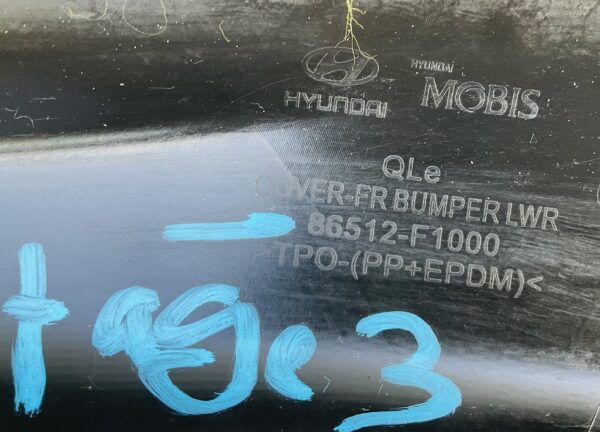 HYUNDAI
HYUNDAI
MOBIS
QLe
COVER-FR BUMPER LWR
86512-F1000
>TPO-(PP+EPDM)<